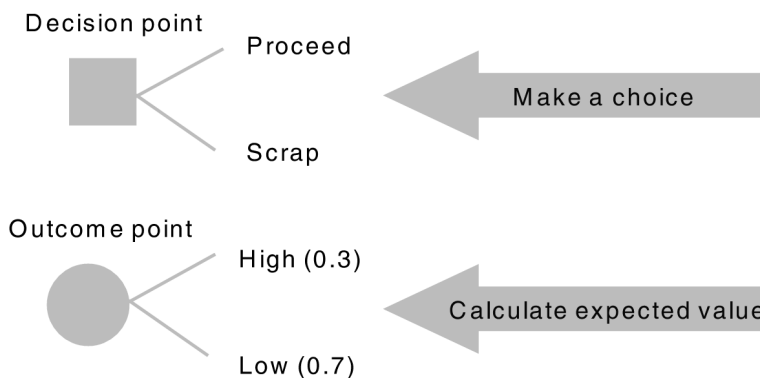 Decision point
Proceed
Make a choice
Scrap
Outcome point
High (0.3)
Calculate expected value
Low (0.7)